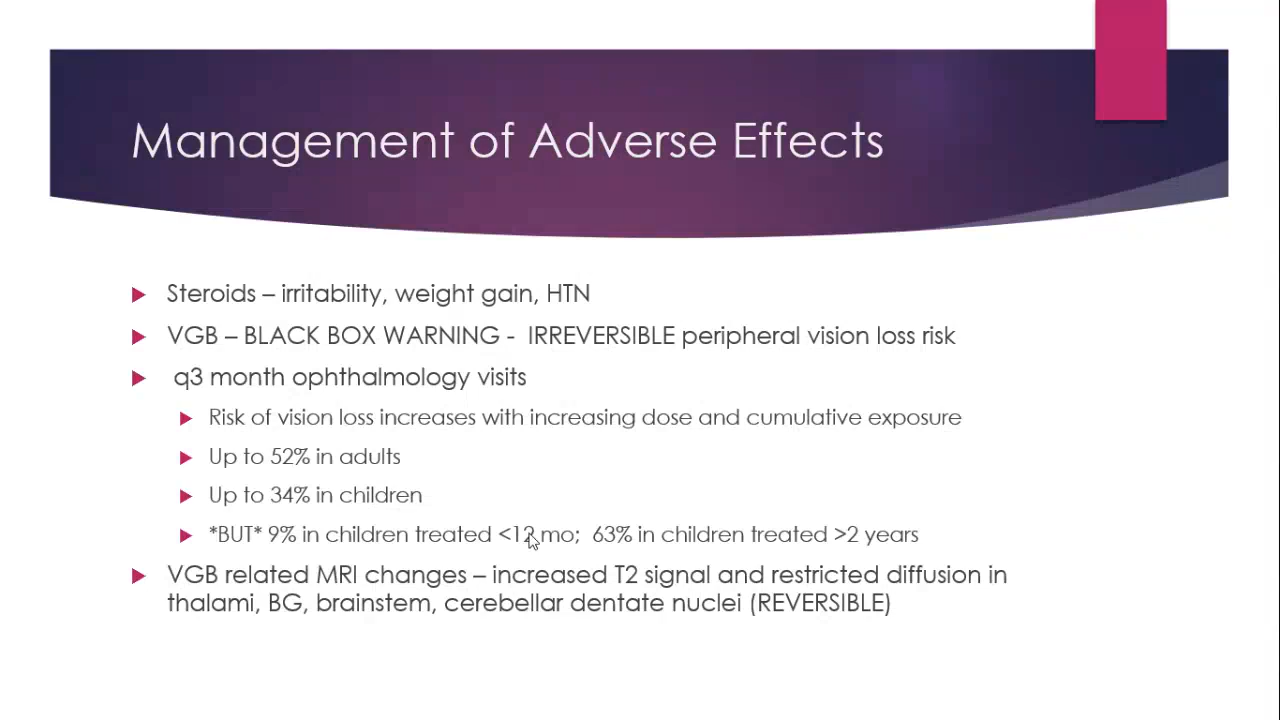 Management of Adverse Effects
Steroids – irritability, weight gain, HTN
VGB – BLACK BOX WARNING - IRREVERSIBLE peripheral vision loss risk
q3 month ophthalmology visits
Risk of vision loss increases with increasing dose and cumulative exposure
Up to 52% in adults
Up to 34% in children
*BUT* 9% in children treated <12 mo; 63% in children treated >2 years
VGB related MRI changes – increased T2 signal and restricted diffusion in
thalami, BG, brainstem, cerebellar dentate nuclei (REVERSIBLE)